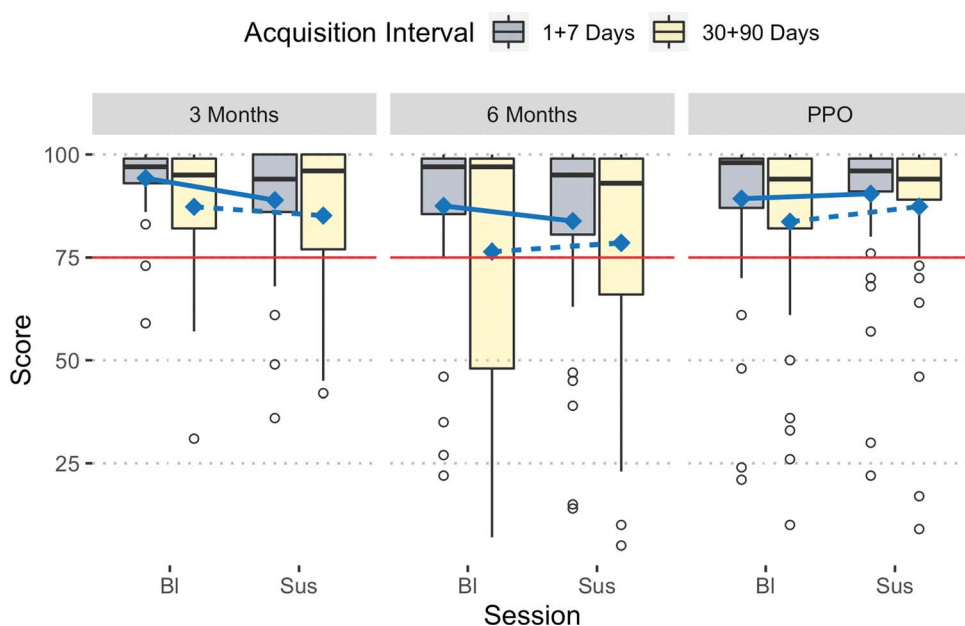 Acquisition Interval 1+7 Days 30+90 Days
3 Months 6 Months PPO
100
75
50
25
Score
Bl Sus Bl Sus Bl Sus
Session